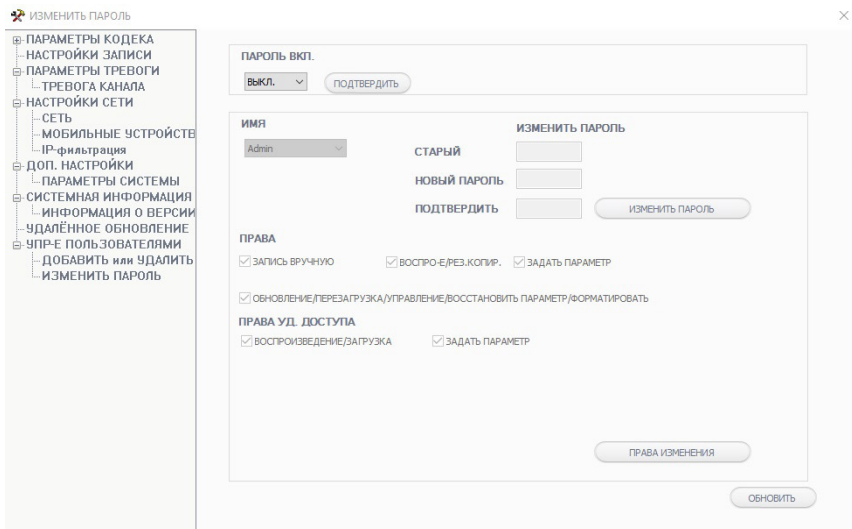 ИЗМЕНИТЬ ПАРОЛЬ
ПАРАМЕТРЫ КОДЕКА
НАСТРОЙКИ ЗАПИСИ
ПАРАМЕТРЫ ТРЕВОГИ
ТРЕВОГА КАНАЛА
НАСТРОЙКИ СЕТИ
СЕТЬ
МОБИЛЬНЫЕ УСТРОЙСТВ
IP-фильтрация
ДОП. НАСТРОЙКИ
ПАРАМЕТРЫ СИСТЕМЫ
СИСТЕМНАЯ ИНФОРМАЦИЯ
ИНФОРМАЦИЯ О ВЕРСИИ
УДАЛЁННОЕ ОБНОВЛЕНИЕ
УПР-Е ПОЛЬЗОВАТЕЛЯМИ
ДОБАВИТЬ или УДАЛИТЬ
ИЗМЕНИТЬ ПАРОЛЬ
ПАРОЛЬ ВКЛ.
ВЫКЛ. ПОДТВЕРДИТЬ
ИМЯ
ИЗМЕНИТЬ ПАРОЛЬ
Admin СТАРЫЙ
НОВЫЙ ПАРОЛЬ
ПОДТВЕРДИТЬ ИЗМЕНИТЬ ПАРОЛЬ
ПРАВА
ЗАПИСЬ ВРУЧНУЮ ВОСПРО-Е/РЕЗ.КОПИР. ЗАДАТЬ ПАРАМЕТР
ОБНОВЛЕНИЕ/ПЕРЕЗАГРУЗКА/УПРАВЛЕНИЕ/ВОССТАНОВИТЬ ПАРАМЕТР/ФОРМАТИРОВАТЬ
ПРАВА УД. ДОСТУПА
ВОСПРОИЗВЕДЕНИЕ/ЗАГРУЗКА ЗАДАТЬ ПАРАМЕТР
ПРАВА ИЗМЕНЕНИЯ
ОБНОВИТЬ